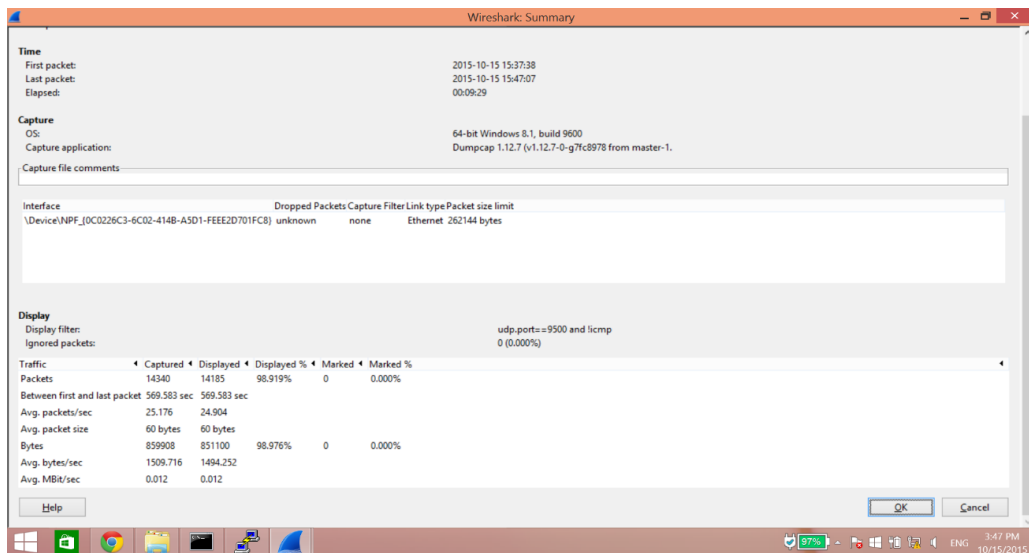 Wireshark: Summary
Time
First packet: 2015-10-15 15:37:38
Last packet: 2015-10-15 15:47:07
Elapsed: 00:09:29
Capture
OS: 64-bit Windows 8.1, build 9600
Capture application: Dumpcap 1.12.7 (v1.12.7-0-g7fc8978 from master-1.
Capture file comments
Interface Dropped Packets Capture Filter Link type Packet size limit
\Device\NPF_{0C0226C3-6C02-414B-A5D1-FEEE2D701FC8} unknown none Ethernet 262144 bytes
Display
Display filter: udp.port==9500 and !icmp
Ignored packets: 0 (0.000%)
Traffic Captured Displayed Displayed % Marked Marked %
Packets 14340 14185 98.919% 0 0.000%
Between first and last packet 569.583 sec 569.583 sec
Avg. packets/sec 25.176 24.904
Avg. packet size 60 bytes 60 bytes
Bytes 859908 851100 98.976% 0 0.000%
Avg. bytes/sec 1509.716 1494.252
Avg. MBit/sec 0.012 0.012
Help OK Cancel
97% ENG 3:47 PM
10/15/2015